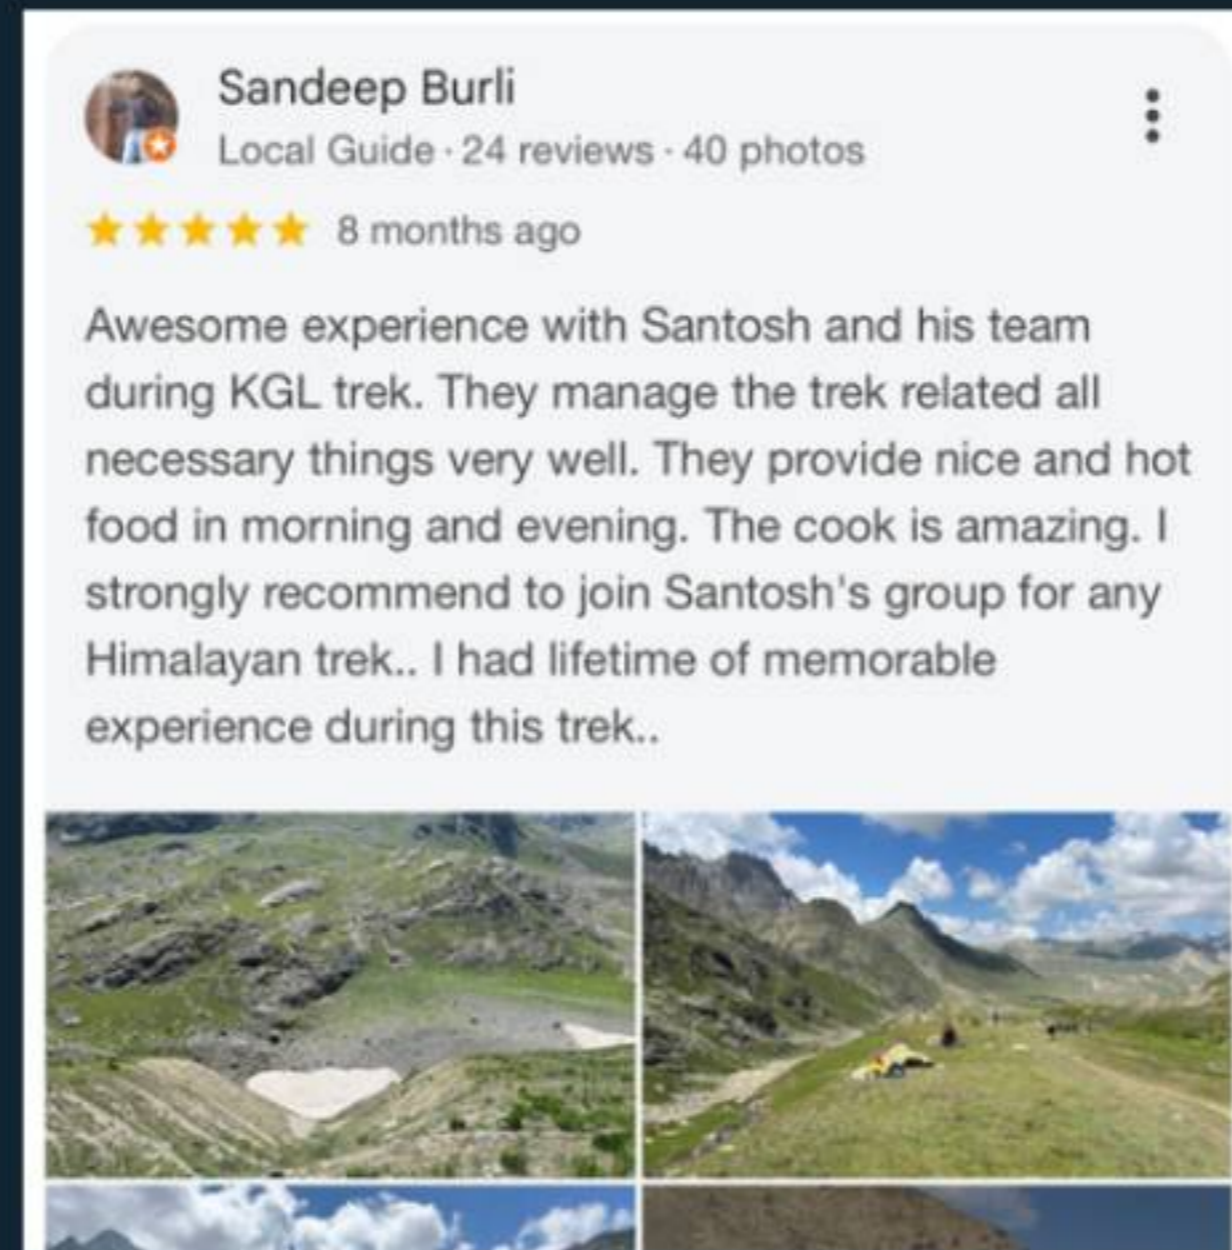 Sandeep Burli
Local Guide · 24 reviews · 40 photos
8 months ago
Awesome experience with Santosh and his team
during KGL trek. They manage the trek related all
necessary things very well. They provide nice and hot
food in morning and evening. The cook is amazing. I
strongly recommend to join Santosh's group for any
Himalayan trek.. I had lifetime of memorable
experience during this trek..